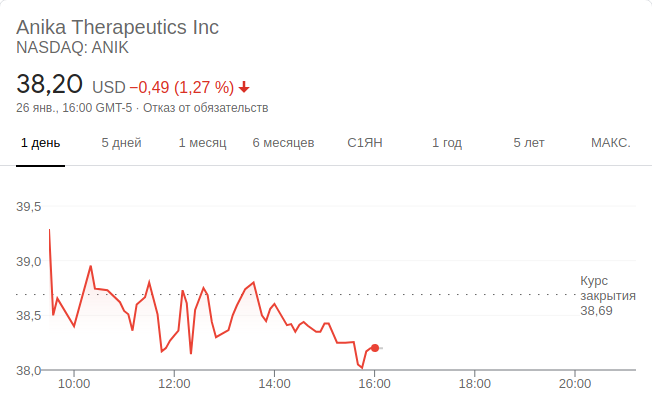 Anika Therapeutics Inc
NASDAQ: ANIK
38,20 USD −0,49 (1,27 %)
26 янв., 16:00 GMT-5 · Отказ от обязательств
1 день 5 дней 1 месяц 6 месяцев С1ЯН 1 год 5 лет МАКС.
39,5
39,0
Курс
закрытия
38,69
38,5
38,0
10:00 12:00 14:00 16:00 18:00 20:00